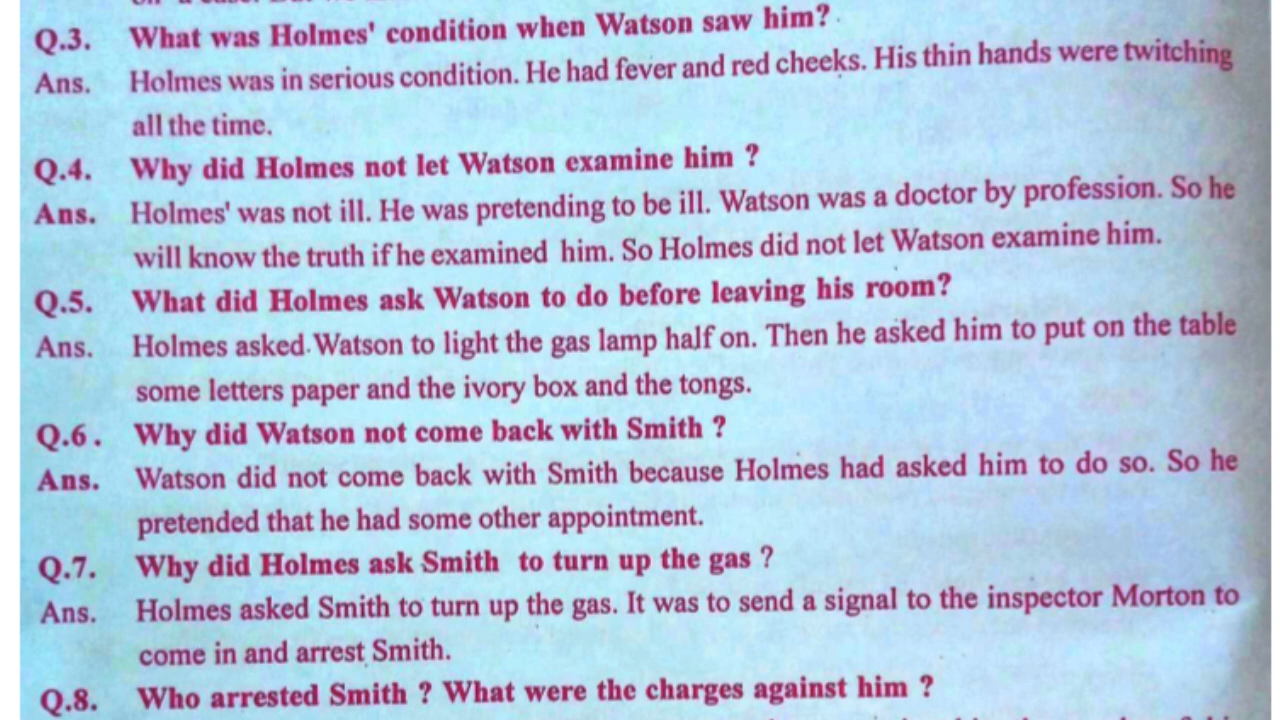 Q.3. What was Holmes' condition when Watson saw him?
Ans. Holmes was in serious condition. He had fever and red cheeks. His thin hands were twitching
all the time.
Q.4. Why did Holmes not let Watson examine him ?
Ans. Holmes' was not ill. He was pretending to be ill. Watson was a doctor by profession. So he
will know the truth if he examined him. So Holmes did not let Watson examine him.
Q.5. What did Holmes ask Watson to do before leaving his room?
Ans. Holmes asked Watson to light the gas lamp half on. Then he asked him to put on the table
some letters paper and the ivory box and the tongs.
Q.6. Why did Watson not come back with Smith ?
Ans. Watson did not come back with Smith because Holmes had asked him to do so. So he
pretended that he had some other appointment.
Q.7. Why did Holmes ask Smith to turn up the gas ?
Ans. Holmes asked Smith to turn up the gas. It was to send a signal to the inspector Morton to
come in and arrest Smith.
Q.8. Who arrested Smith ? What were the charges against him ?